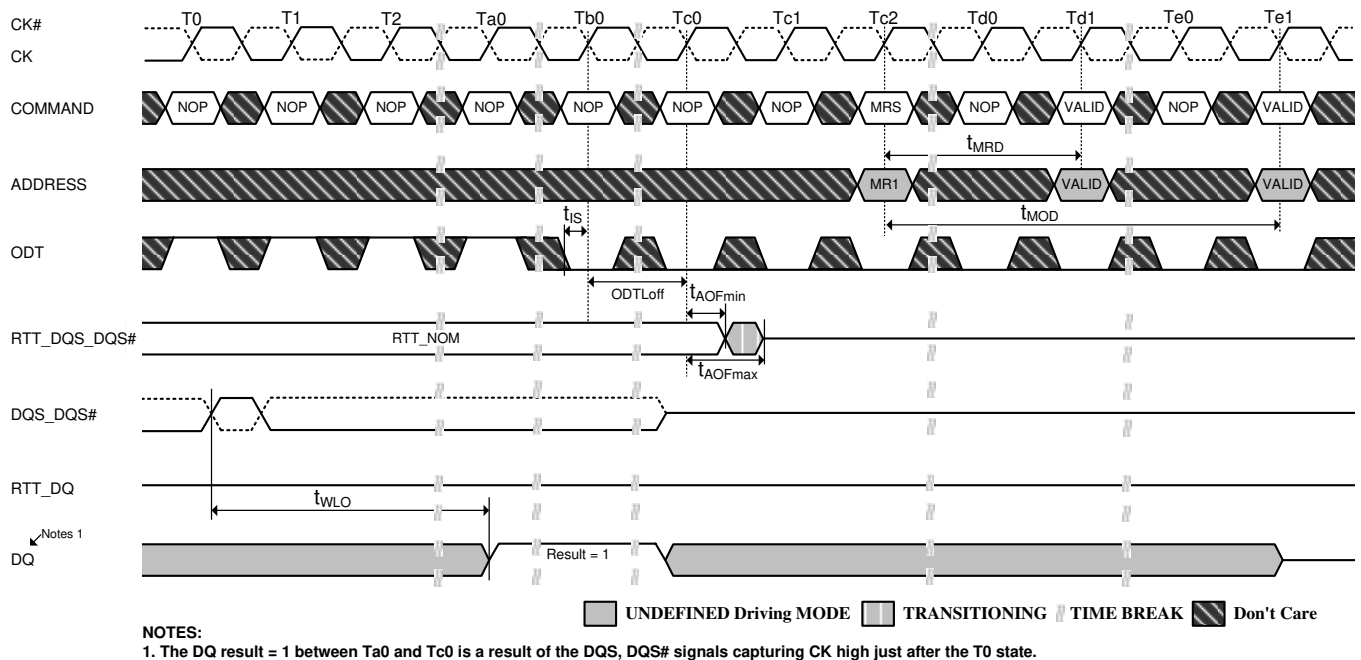 T0 T1 T2 Ta0 Tb0 Tc0 Tc1 Tc2 Td0 Td1 Te0 Te1
CK#
CK
COMMAND NOP NOP NOP NOP NOP NOP NOP MRS NOP VALID NOP VALID
tMRD
ADDRESS MR1 VALID VALID
tIS tMOD
ODT
ODTLoff tAOFmin
RTT_DQS_DQS# RTT_NOM
tAOFmax
DQS_DQS#
RTT_DQ
tWLO
Notes 1
DQ Result = 1
UNDEFINED Driving MODE TRANSITIONING TIME BREAK Don't Care
NOTES:
1. The DQ result = 1 between Ta0 and Tc0 is a result of the DQS, DQS# signals capturing CK high just after the T0 state.